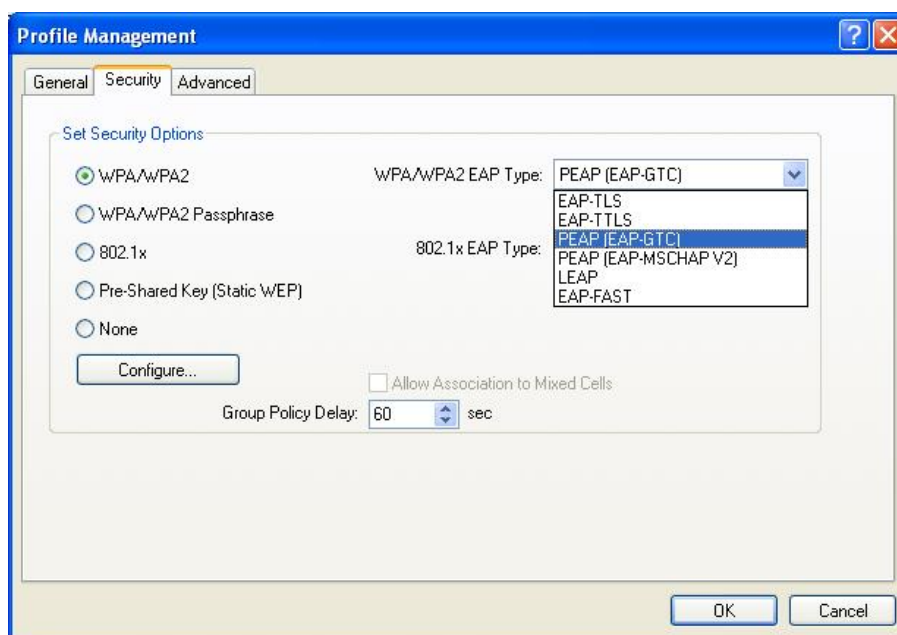 Profile Management
General Security Advanced
Set Security Options
WPA/WPA2
WPA/WPA2 EAP Type: PEAP (EAP-GTC)
EAP-TLS
EAP-TTLS
PEAP (EAP-GTC)
PEAP (EAP-MSCHAP V2)
LEAP
EAP-FAST
WPA/WPA2 Passphrase
802.1x
802.1x EAP Type:
Pre-Shared Key (Static WEP)
None
Configure...
Allow Association to Mixed Cells
Group Policy Delay: 60 sec
OK Cancel